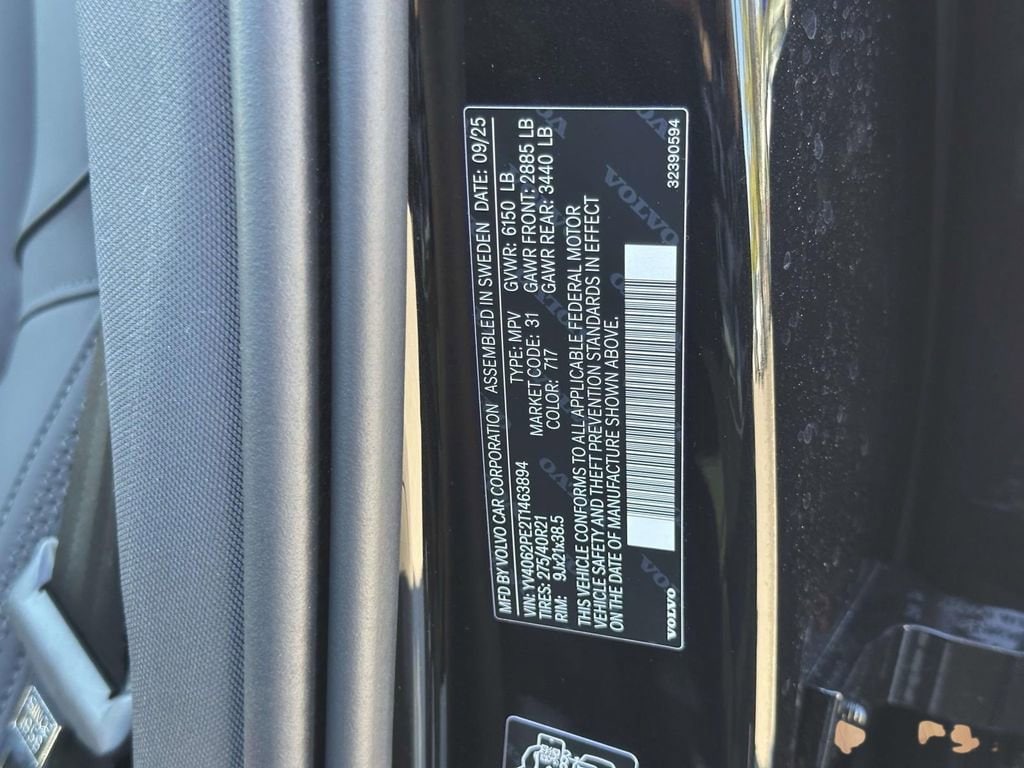 MFD BY VOLVO CAR CORPORATION ASSEMBLED IN SWEDEN DATE: 09/25
VIN: YV4062PE2T1463894 TYPE: MPV GVWR: 6150 LB
TIRES: 275/40R21 MARKET CODE: 31 GAWR FRONT: 2885 LB
RIM: 9Jx21x38.5 COLOR: 717 GAWR REAR: 3440 LB
THIS VEHICLE CONFORMS TO ALL APPLICABLE FEDERAL MOTOR
VEHICLE SAFETY AND THEFT PREVENTION STANDARDS IN EFFECT
ON THE DATE OF MANUFACTURE SHOWN ABOVE.
VOLVO
32390594
VOLVO
VOLVO
SINCE